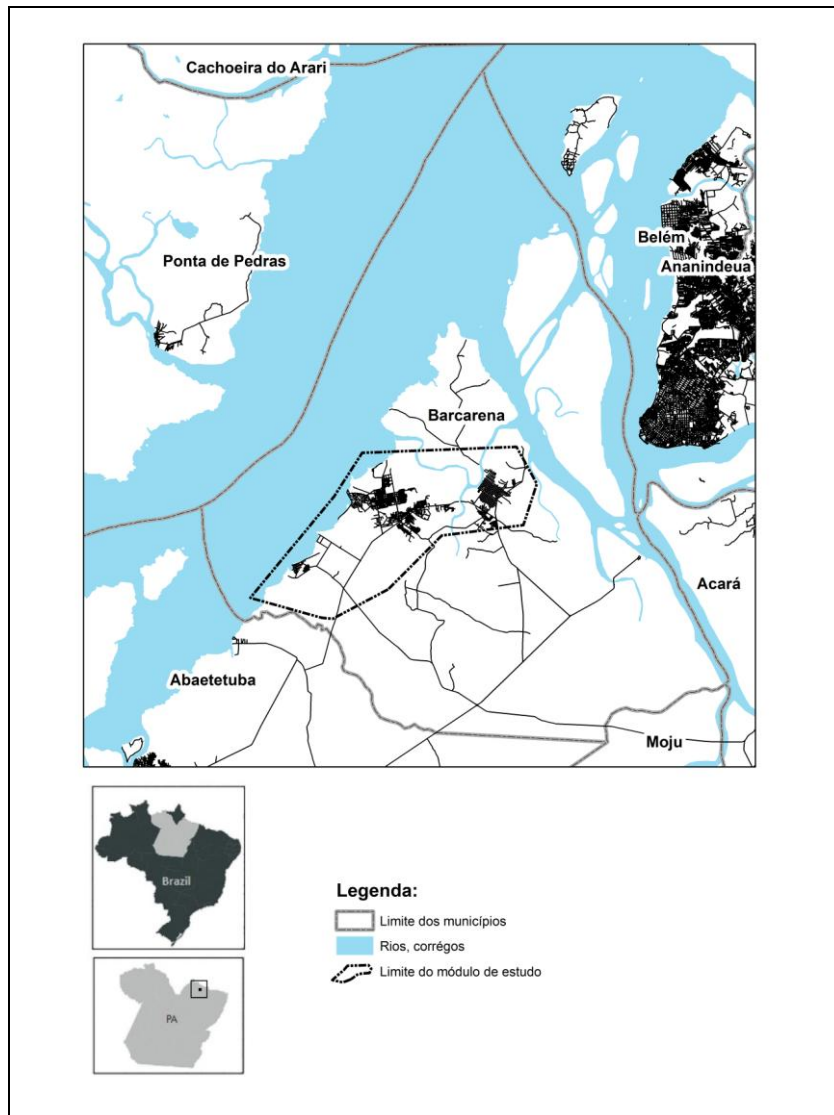 Cachoeira do Arari
Ponta de Pedras
Belém
Ananindeua
Barcarena
Acará
Abaetetuba
Moju
Brazil
PA
Legenda:
Limite dos municípios
Rios, corrégos
Limite do módulo de estudo